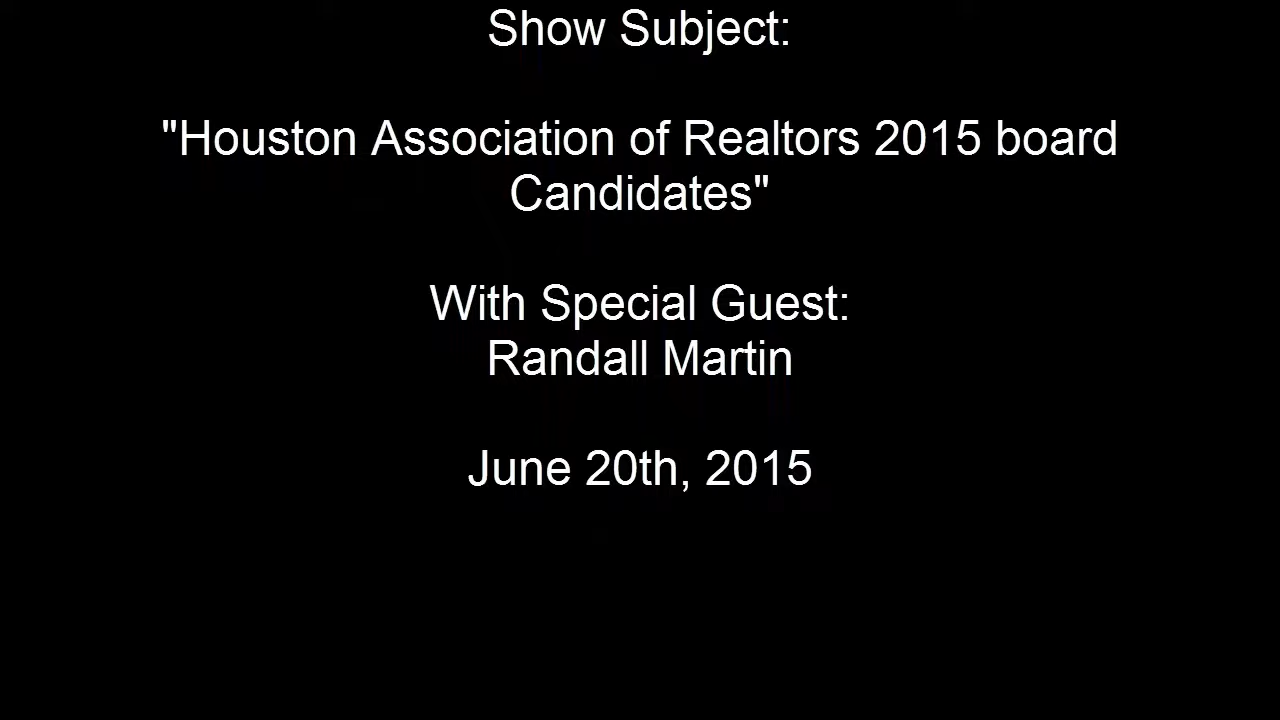 Show Subject:
"Houston Association of Realtors 2015 board
Candidates"
With Special Guest:
Randall Martin
June 20th, 2015